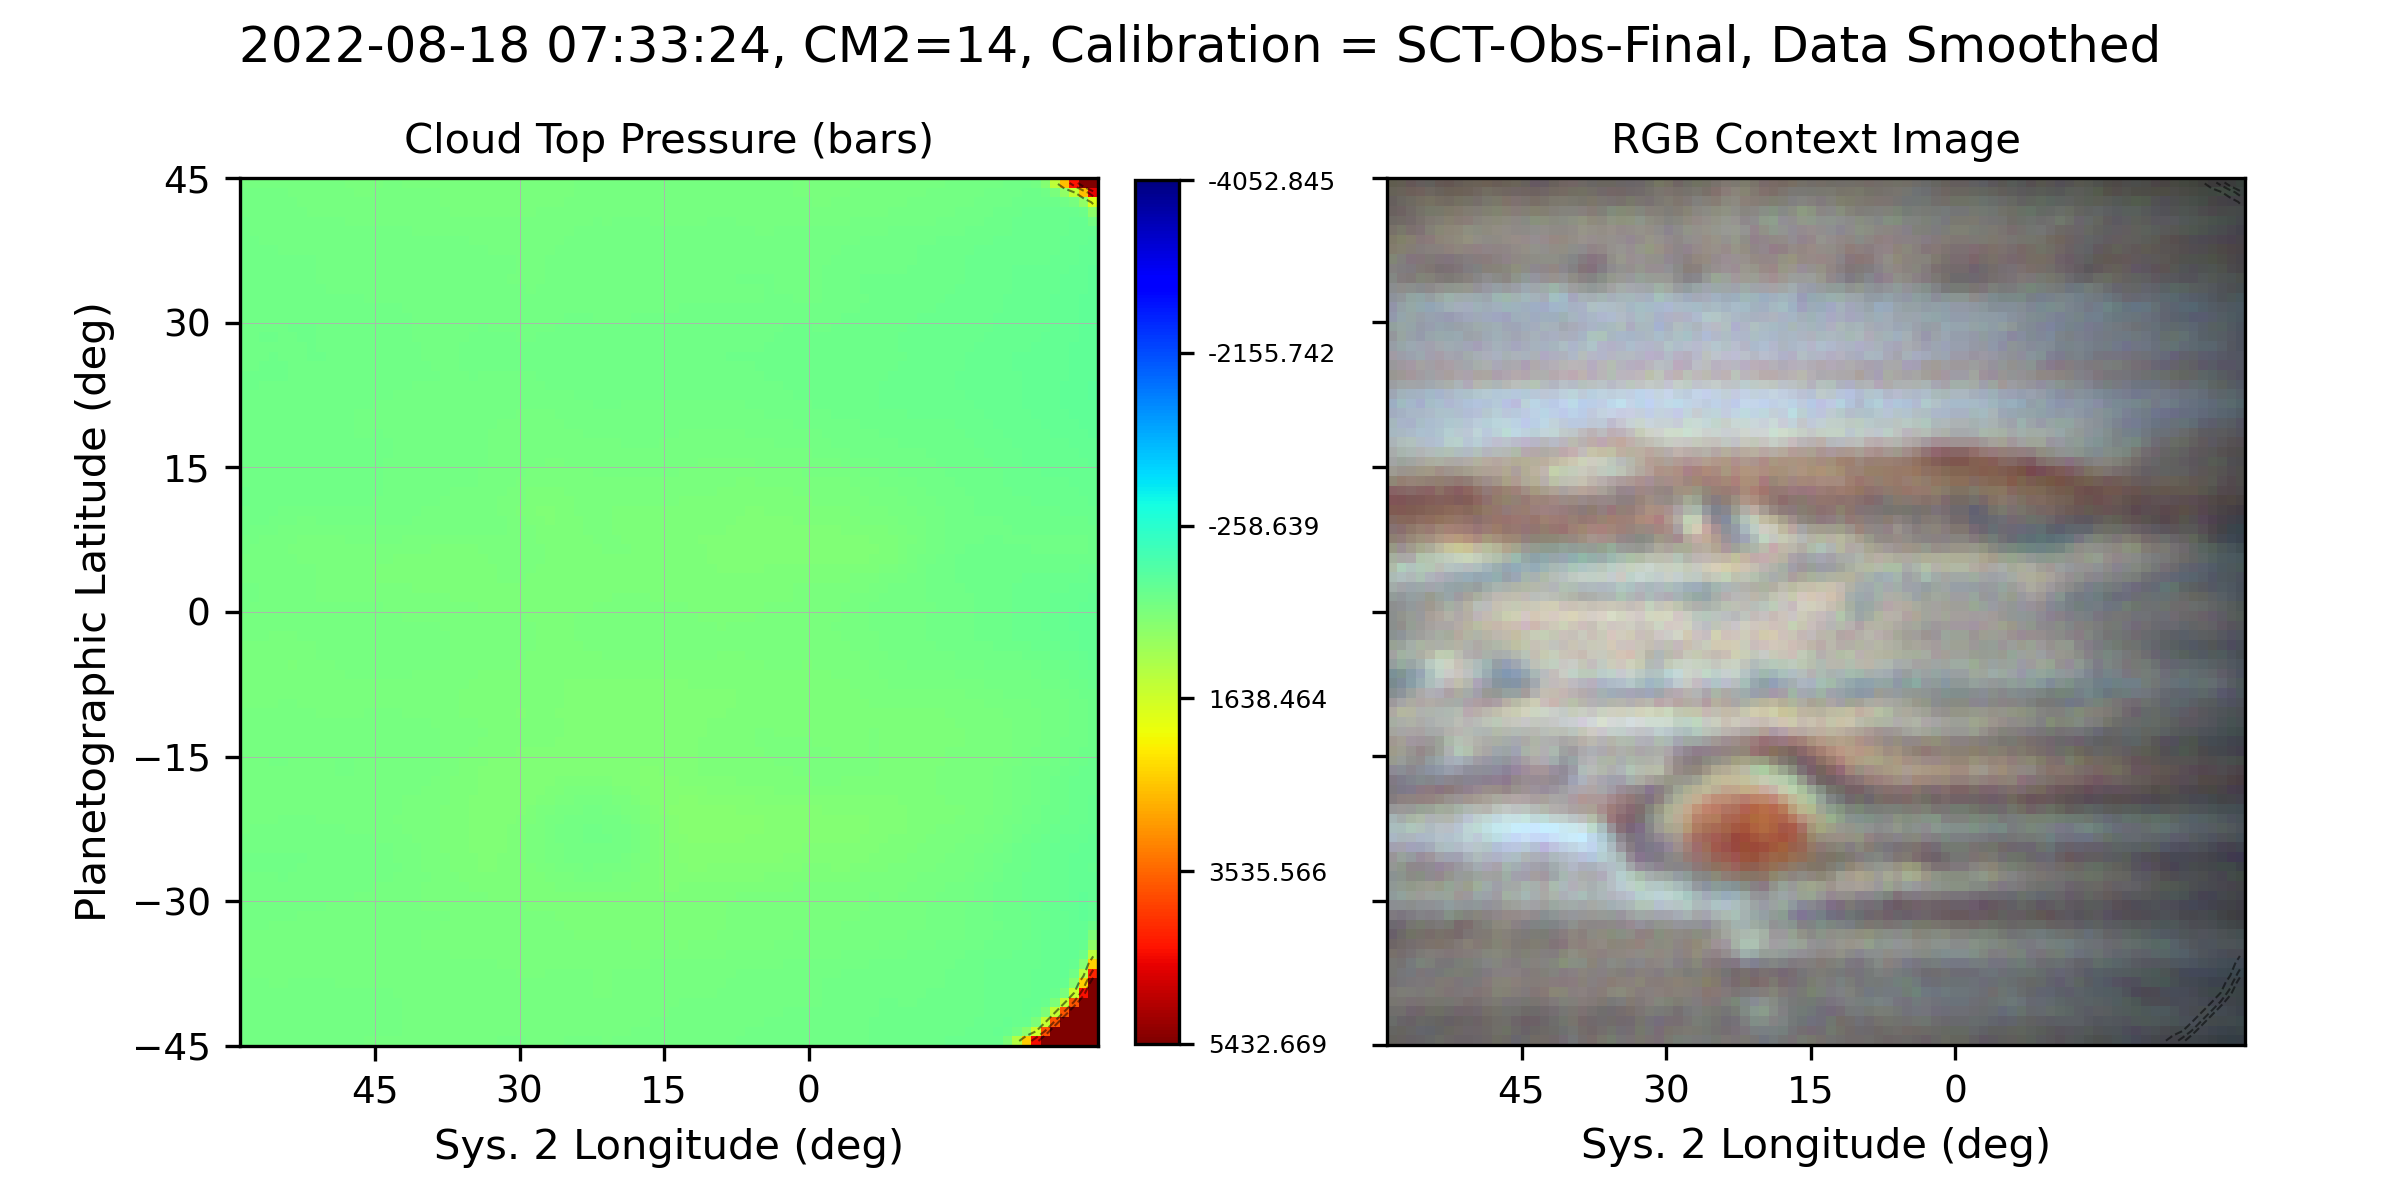 2022-08-18 07:33:24, CM2=14, Calibration = SCT-Obs-Final, Data Smoothed
Cloud Top Pressure (bars)
RGB Context Image
Planetographic Latitude (deg)
45
30
15
0
−15
−30
−45
45 30 15 0
Sys. 2 Longitude (deg)
-4052.845
-2155.742
-258.639
1638.464
3535.566
5432.669
45 30 15 0
Sys. 2 Longitude (deg)